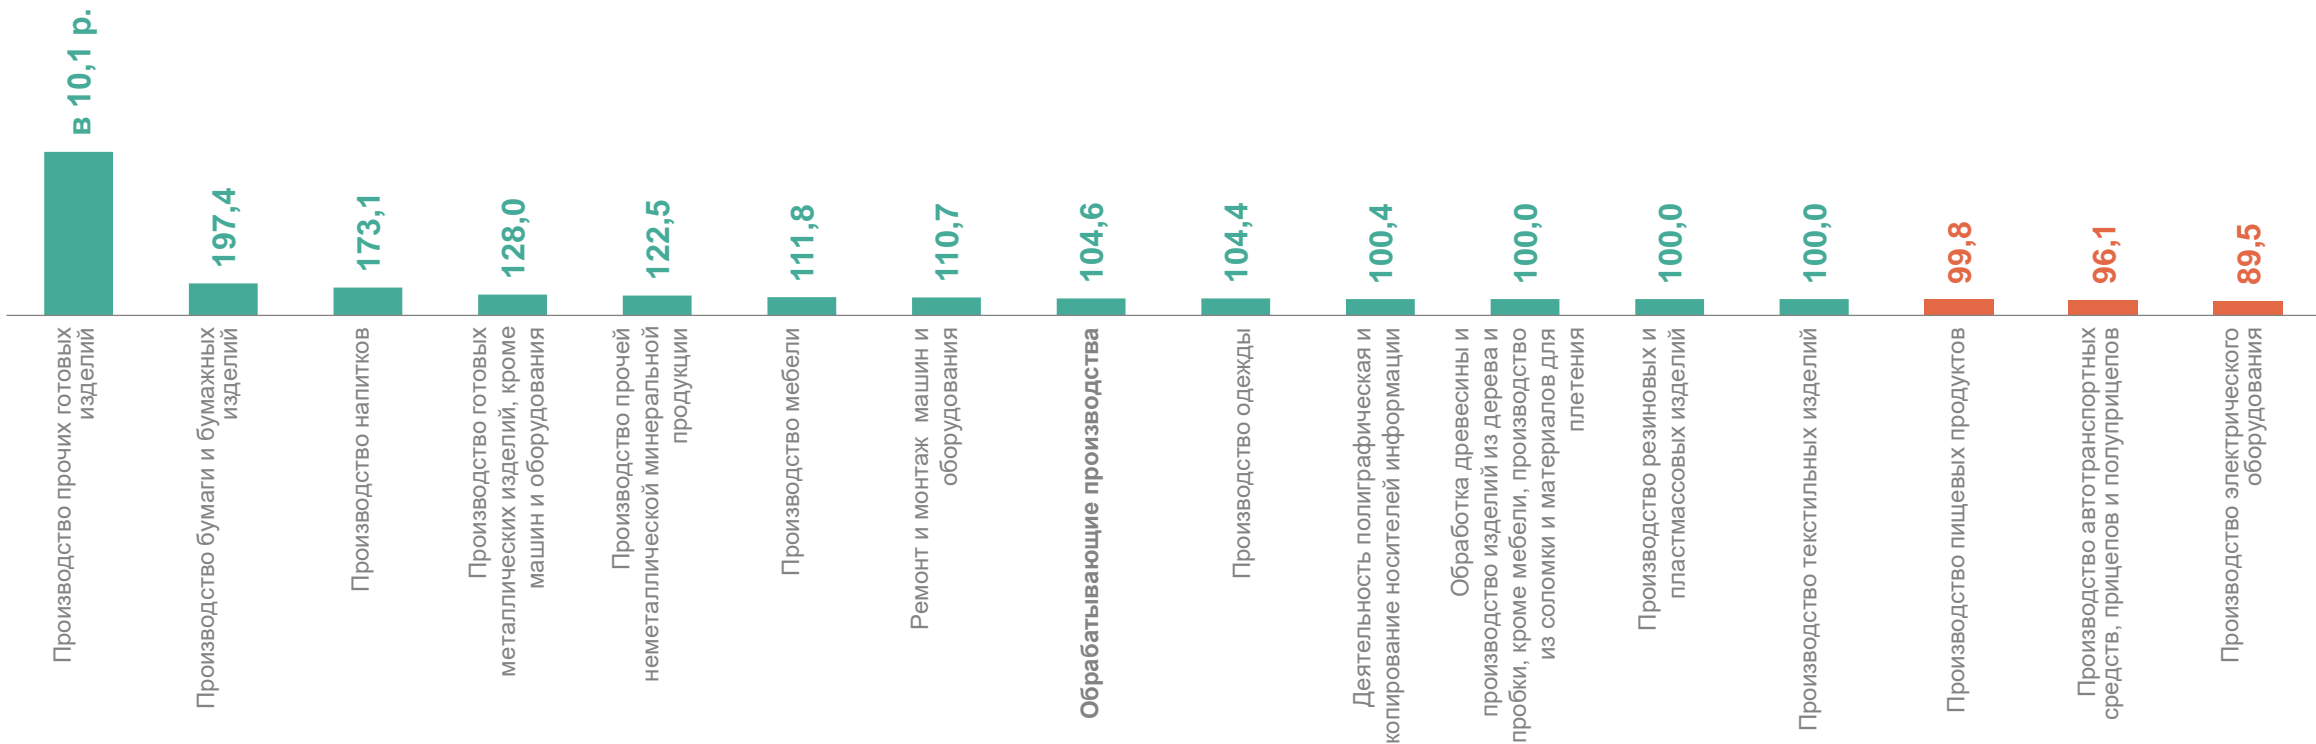 в 10,1 р.
197,4
173,1
128,0
122,5
111,8
110,7
104,6
104,4
100,4
100,0
100,0
100,0
99,8
96,1
89,5
Производство прочих готовых
изделий
Производство бумаги и бумажных
изделий
Производство напитков
Производство готовых
металлических изделий, кроме
машин и оборудования
Производство прочей
неметаллической минеральной
продукции
Производство мебели
Ремонт и монтаж машин и
оборудования
Обрабатывающие производства
Производство одежды
Деятельность полиграфическая и
копирование носителей информации
Обработка древесины и
производство изделий из дерева и
пробки, кроме мебели, производство
из соломки и материалов для
плетения
Производство резиновых и
пластмассовых изделий
Производство текстильных изделий
Производство пищевых продуктов
Производство автотранспортных
средств, прицепов и полуприцепов
Производство электрического
оборудования